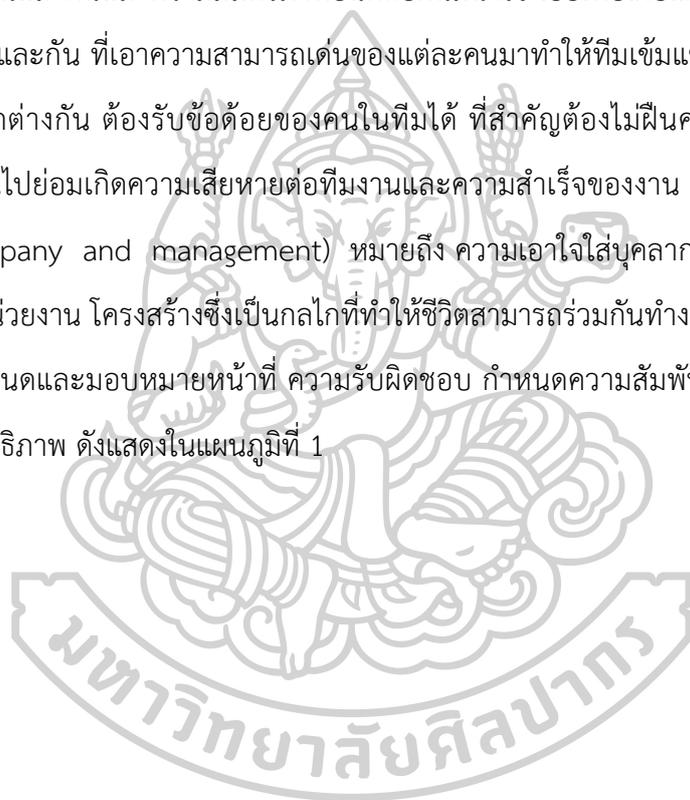 และกัน ที่เอาความสามารถเด่นของแต่ละคนมาทำให้ทีมเข้มแ
ต่างกัน ต้องรับข้อด้อยของคนในทีมได้ ที่สำคัญต้องไม่ฝืน
ไปย่อมเกิดความเสียหายต่อทีมงานและความสำเร็จของงาน
pany and management) หมายถึง ความเอาใจใส่บุคลาก
่วยงาน โครงสร้างซึ่งเป็นกลไกที่ทำให้ชีวิตสามารถร่วมกันทำง
นดและมอบหมายหน้าที่ ความรับผิดชอบ กำหนดความสัมพั
ธิภาพ ดังแสดงในแผนภูมิที่ 1
มหาวิทยาลัยศิลปากร